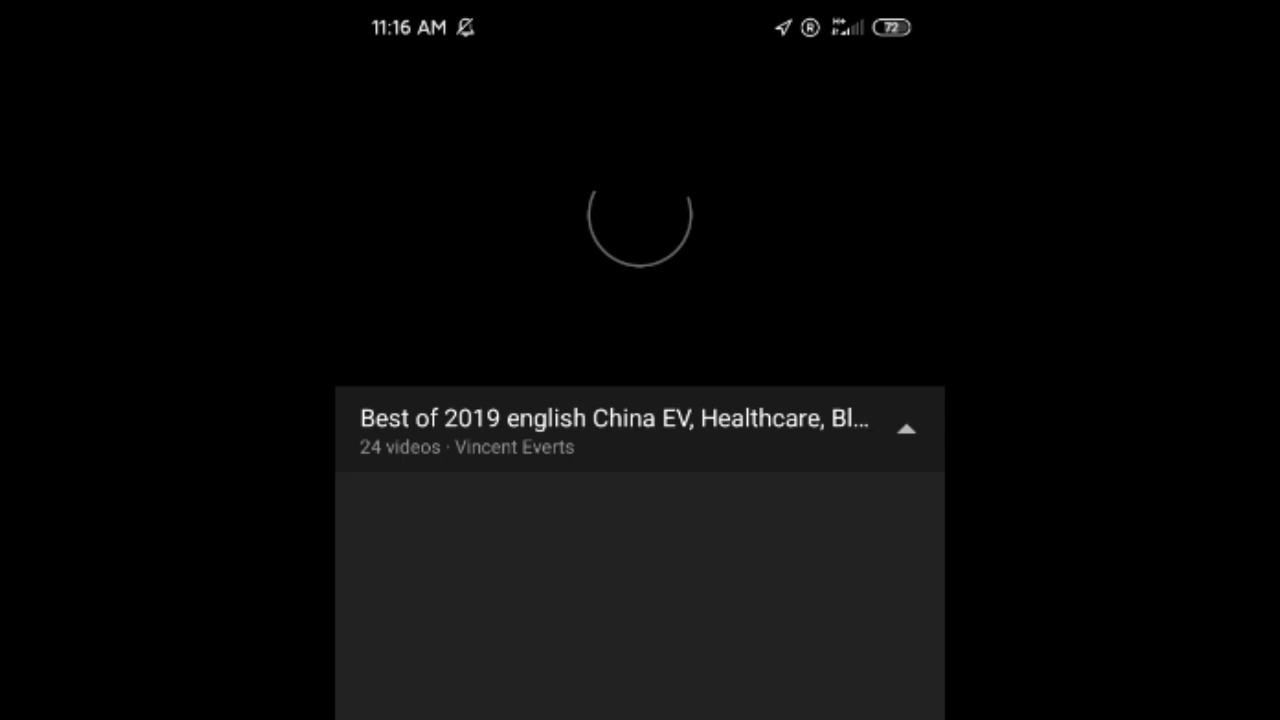 11:16 AM
R H+ R 72
Best of 2019 english China EV, Healthcare, Bl...
24 videos · Vincent Everts